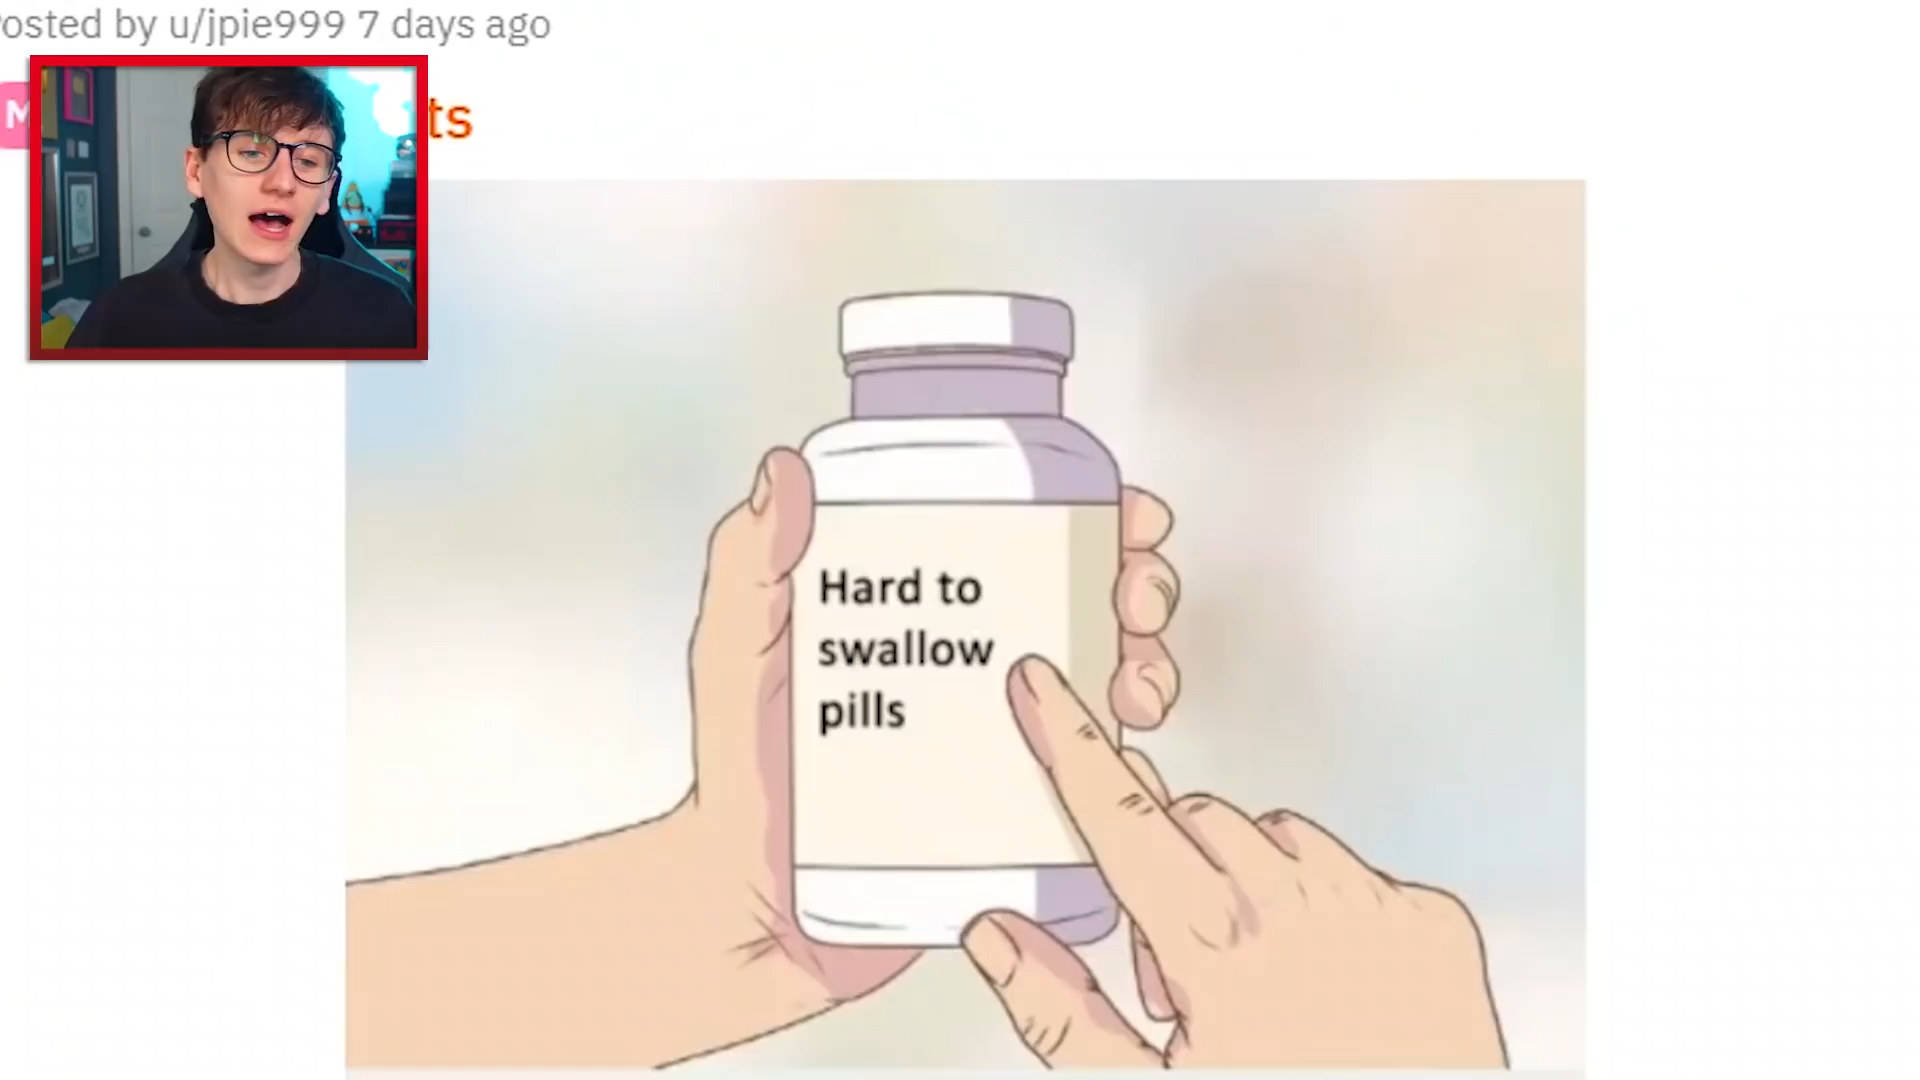 osted by u/jpie999 7 days ago
M
ts
Hard to
swallow
pills